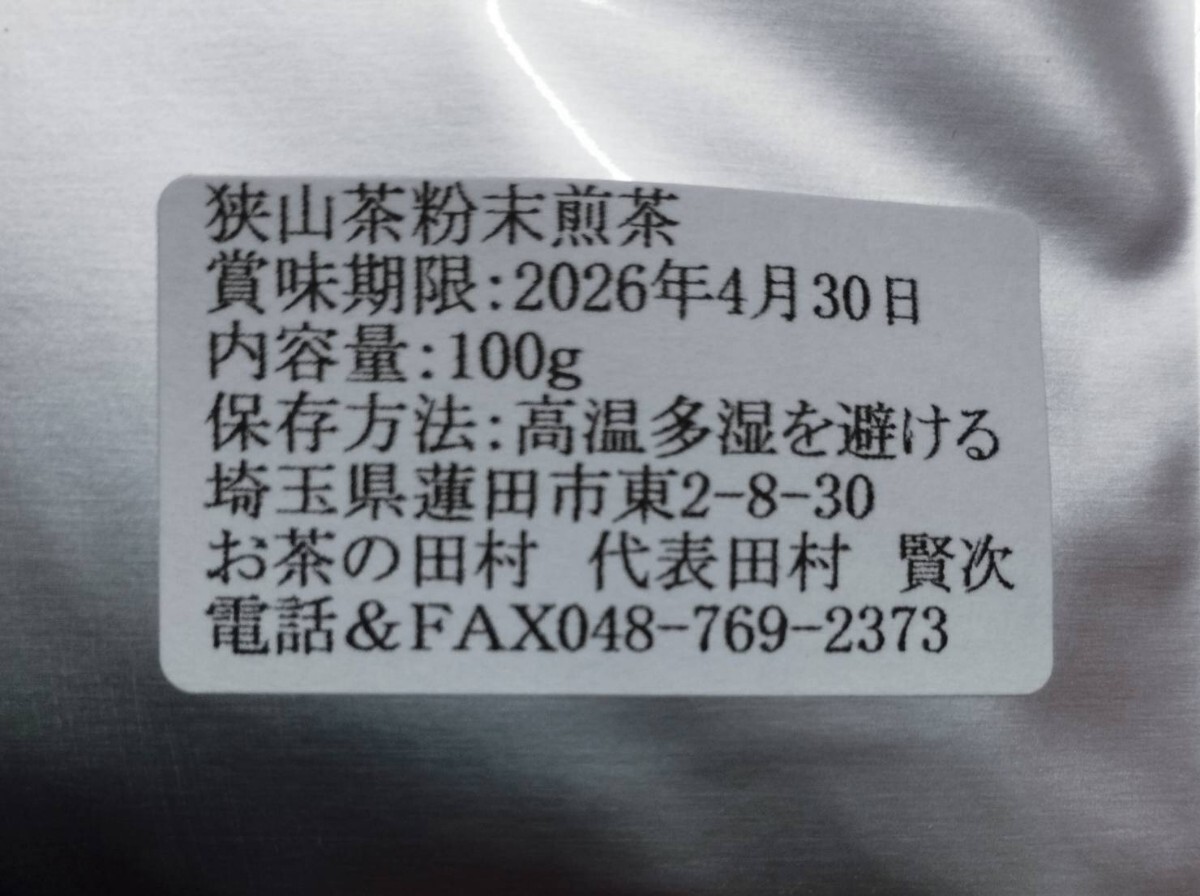 狭山茶粉末煎茶
賞味期限:2026年4月30日
内容量:100g
保存方法:高温多湿を避ける
埼玉県蓮田市東2-8-30
お茶の田村　代表田村　賢次
電話&FAX048-769-2373